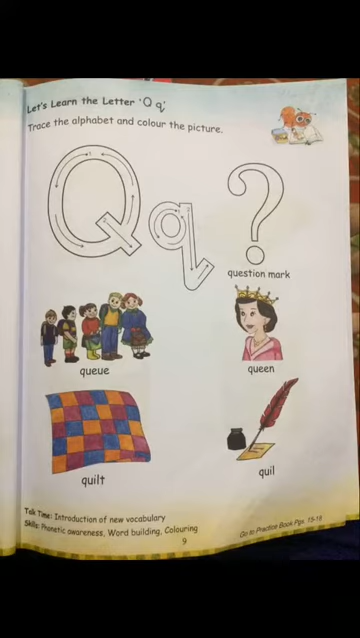 Let's Learn the Letter 'Q q'
Trace the alphabet and colour the picture.
Q q ?
question mark
queue
queen
quilt
quil
Talk Time: Introduction of new vocabulary
Skills: Phonetic awareness, Word building, Colouring
9
Go to Practice Book Pgs. 15-16